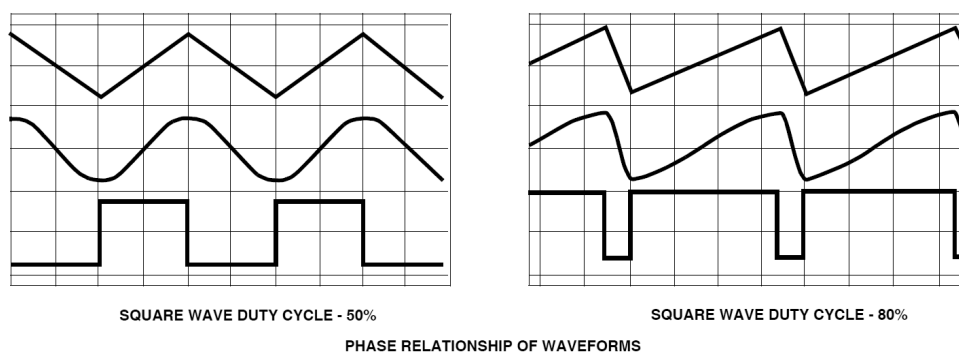 SQUARE WAVE DUTY CYCLE - 50%
SQUARE WAVE DUTY CYCLE - 80%
PHASE RELATIONSHIP OF WAVEFORMS